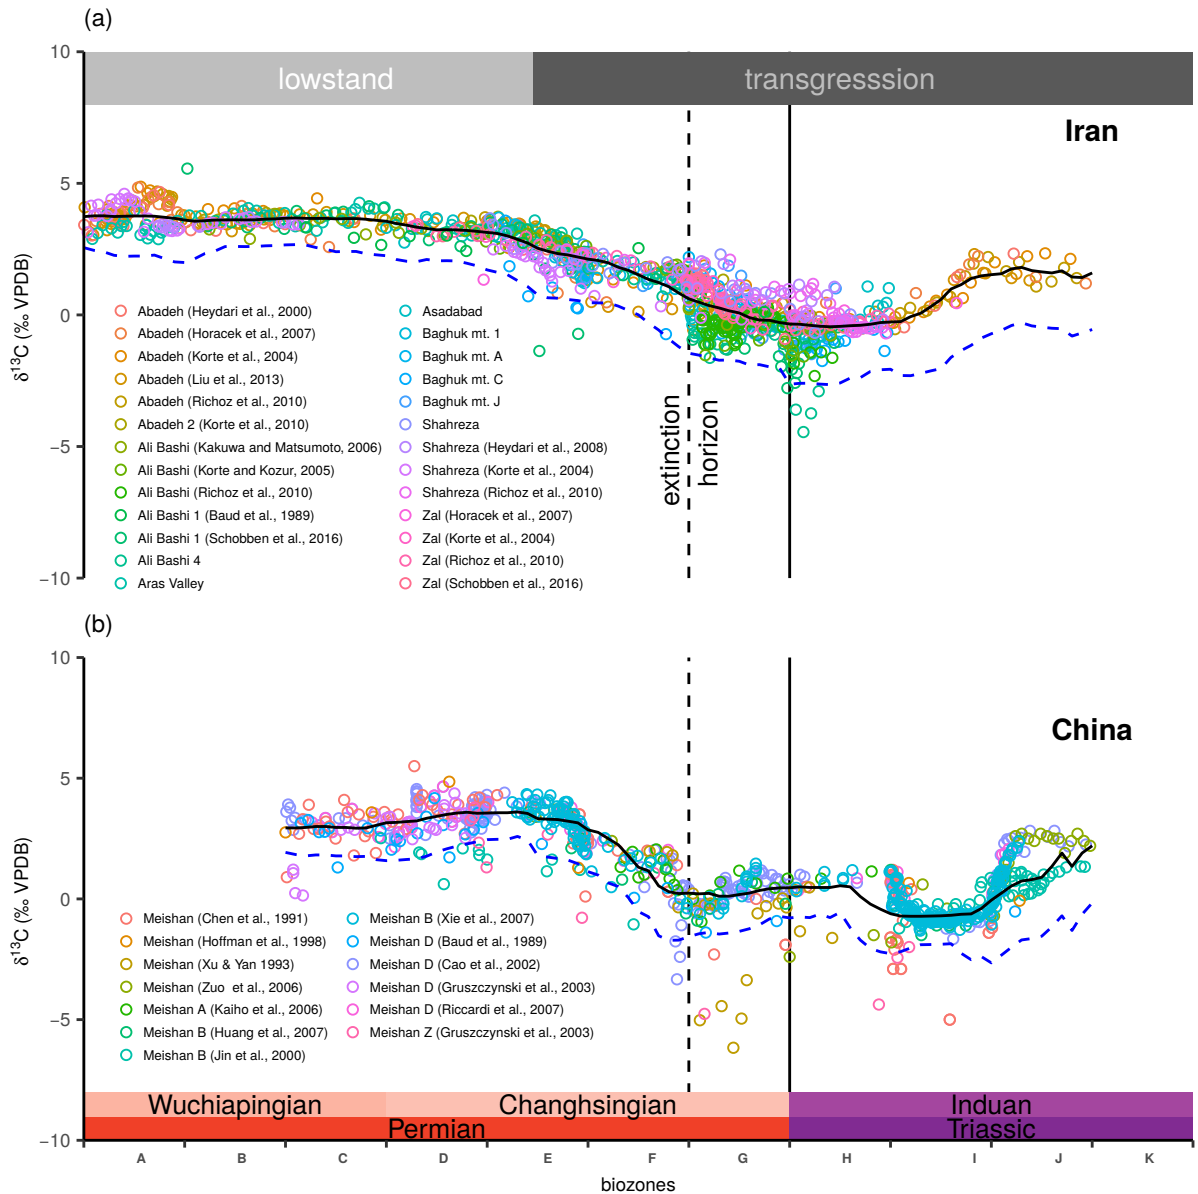 (a)
10
lowstand
transgresssion
Iran
5
0
−5
−10
δ13C (‰ VPDB)
Abadeh (Heydari et al., 2000)
Abadeh (Horacek et al., 2007)
Abadeh (Korte et al., 2004)
Abadeh (Liu et al., 2013)
Abadeh (Richoz et al., 2010)
Abadeh 2 (Korte et al., 2010)
Ali Bashi (Kakuwa and Matsumoto, 2006)
Ali Bashi (Korte and Kozur, 2005)
Ali Bashi (Richoz et al., 2010)
Ali Bashi 1 (Baud et al., 1989)
Ali Bashi 1 (Schobben et al., 2016)
Ali Bashi 4
Aras Valley
Asadabad
Baghuk mt. 1
Baghuk mt. A
Baghuk mt. C
Baghuk mt. J
Shahreza
Shahreza (Heydari et al., 2008)
Shahreza (Korte et al., 2004)
Shahreza (Richoz et al., 2010)
Zal (Horacek et al., 2007)
Zal (Korte et al., 2004)
Zal (Richoz et al., 2010)
Zal (Schobben et al., 2016)
extinction
horizon
(b)
10
China
5
0
−5
−10
δ13C (‰ VPDB)
Meishan (Chen et al., 1991)
Meishan (Hoffman et al., 1998)
Meishan (Xu & Yan 1993)
Meishan (Zuo et al., 2006)
Meishan A (Kaiho et al., 2006)
Meishan B (Huang et al., 2007)
Meishan B (Jin et al., 2000)
Meishan B (Xie et al., 2007)
Meishan D (Baud et al., 1989)
Meishan D (Cao et al., 2002)
Meishan D (Gruszczynski et al., 2003)
Meishan D (Riccardi et al., 2007)
Meishan Z (Gruszczynski et al., 2003)
Wuchiapingian
Changhsingian
Induan
Permian
Triassic
A B C D E F G H I J K
biozones